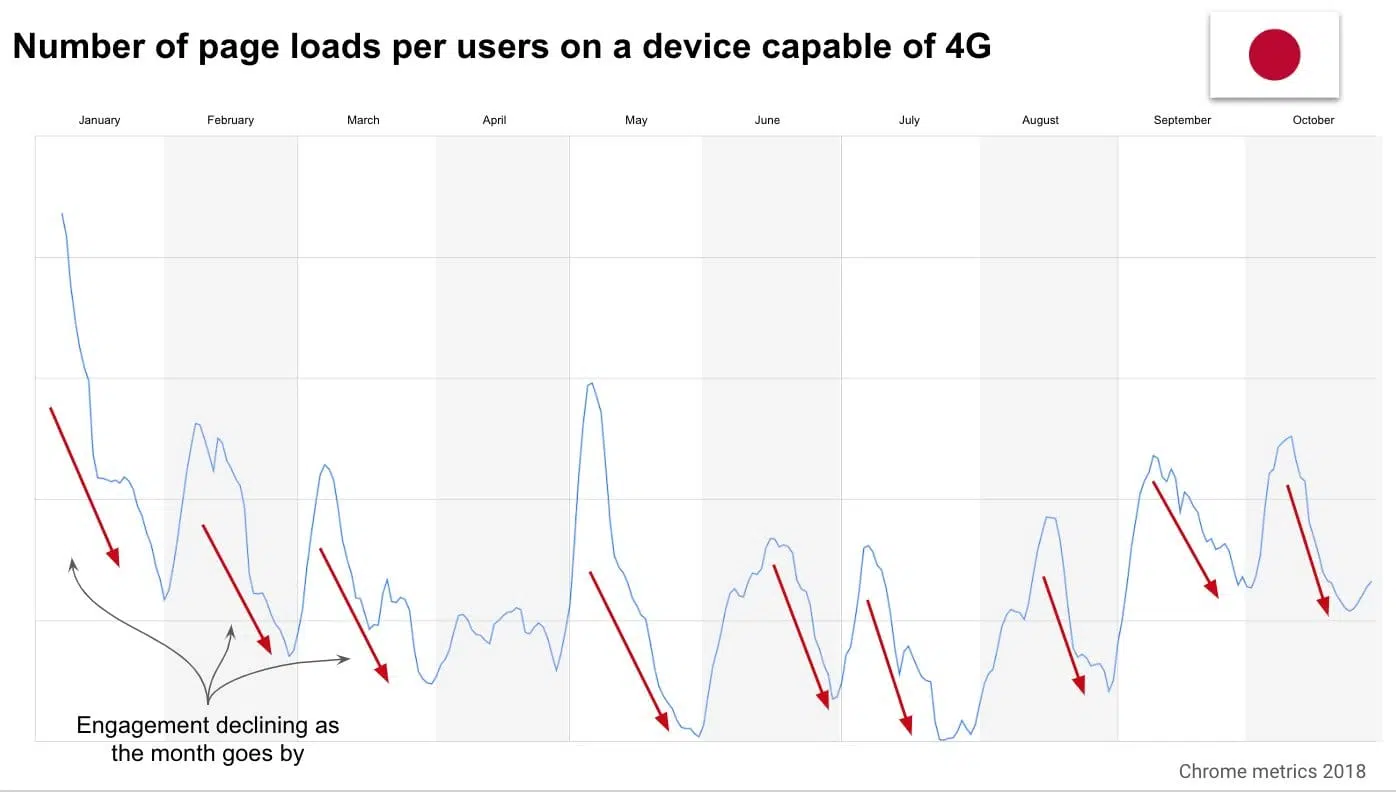 Number of page loads per users on a device capable of 4G
January
February
March
April
May
June
July
August
September
October
Engagement declining as
the month goes by
Chrome metrics 2018